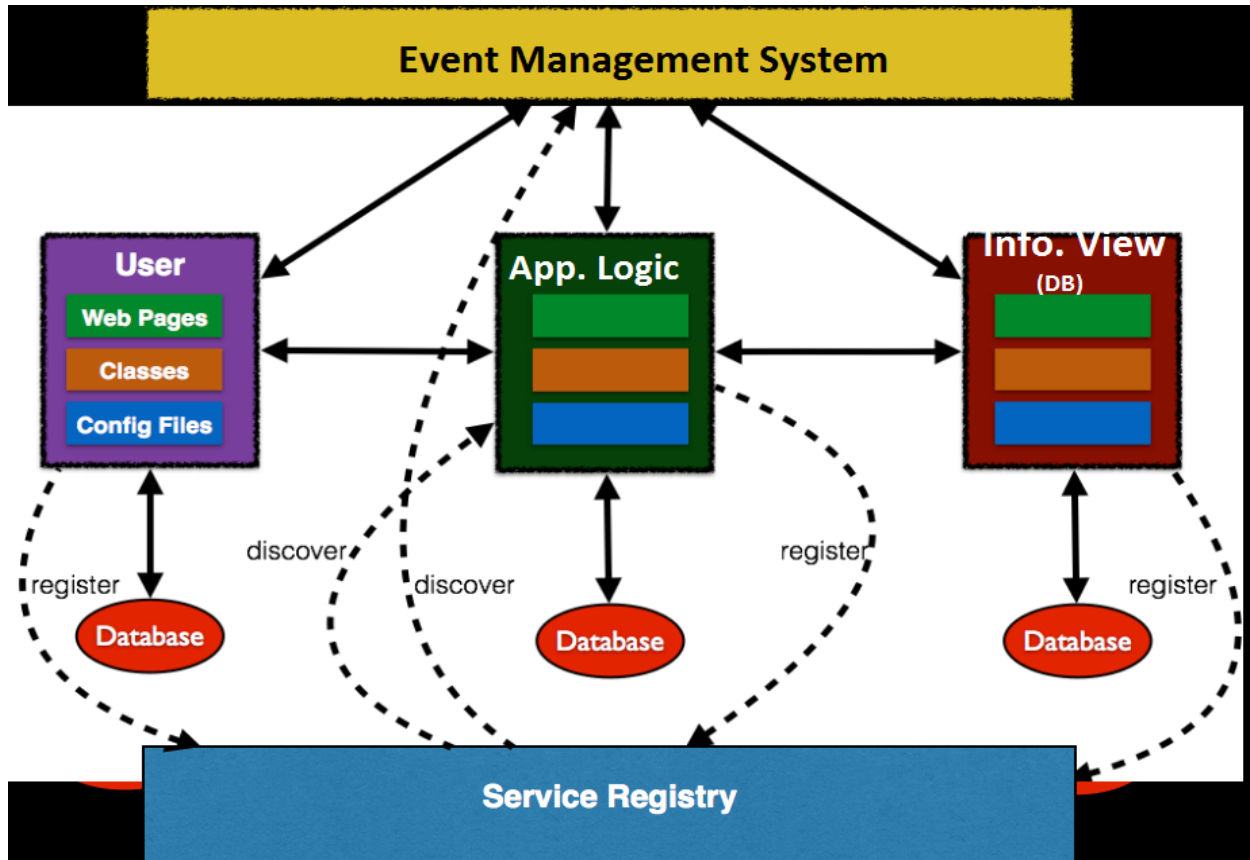 Event Management System
User
Web Pages
Classes
Config Files
App. Logic
Info. View
(DB)
discover
discover
register
register
register
Database
Database
Database
Service Registry